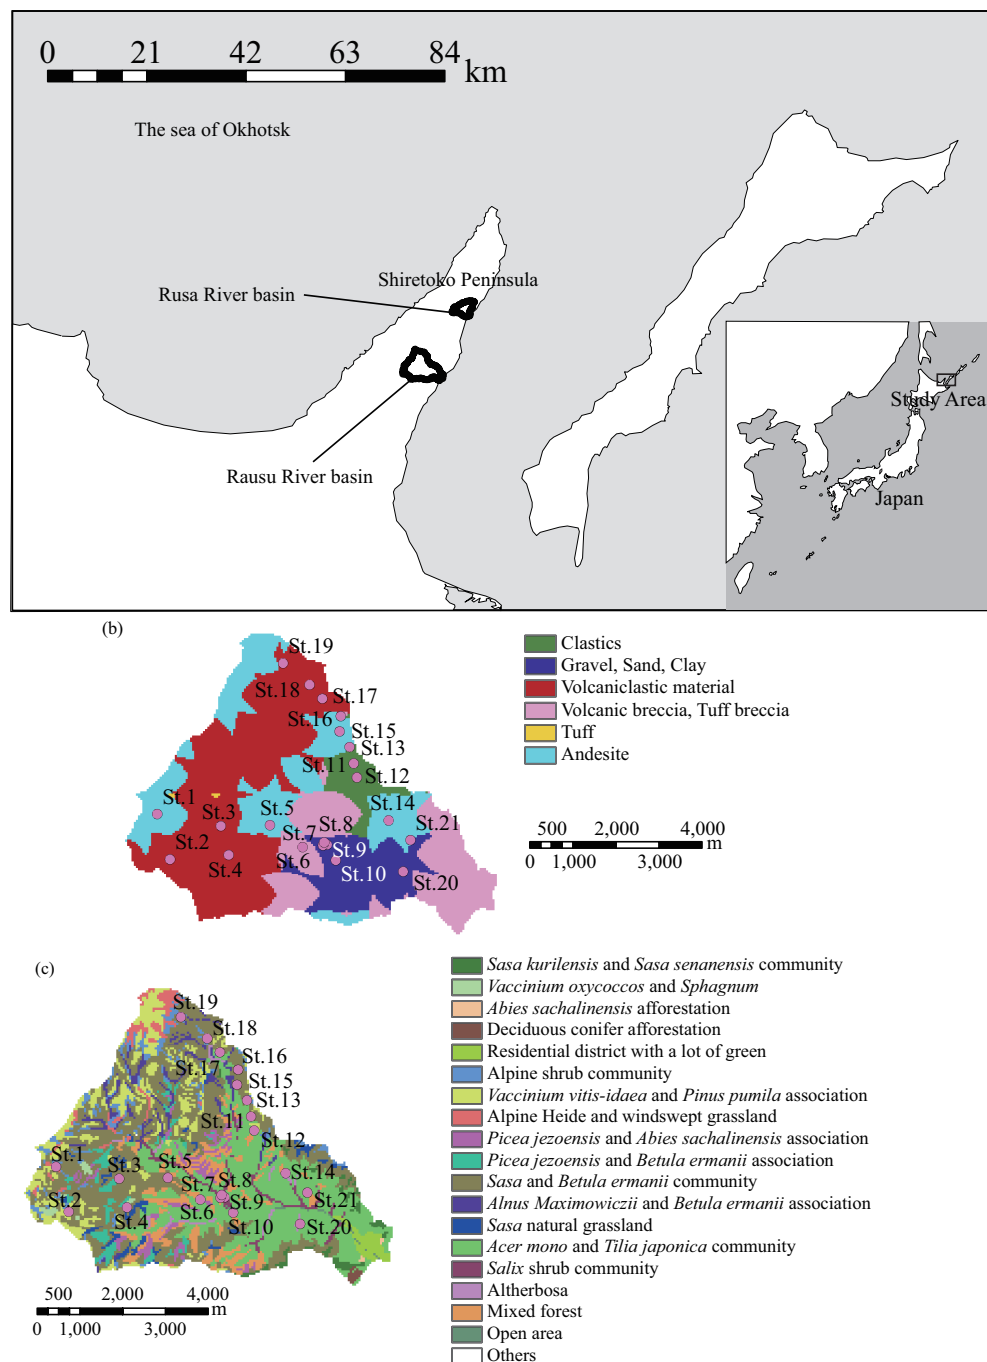 0 21 42 63 84
km
The sea of Okhotsk
Shiretoko Peninsula
Rusa River basin
Rausu River basin
Study Area
Japan
(b)
St.19
St.18
St.17
St.16
St.15
St.13
St.11
St.12
St.1
St.3
St.5
St.14
St.8
St.7
St.21
St.2
St.4
St.6
St.9
St.10
St.20
Clastics
Gravel, Sand, Clay
Volcaniclastic material
Volcanic breccia, Tuff breccia
Tuff
Andesite
500 2,000 4,000
m
0 1,000 3,000
(c)
St.19
St.18
St.17
St.16
St.15
St.13
St.11
St.12
St.1
St.3
St.5
St.14
St.8
St.7
St.21
St.2
St.4
St.6
St.9
St.10
St.20
500 2,000 4,000
m
0 1,000 3,000
Sasa kurilensis and Sasa senanensis community
Vaccinium oxycoccos and Sphagnum
Abies sachalinensis afforestation
Deciduous conifer afforestation
Residential district with a lot of green
Alpine shrub community
Vaccinium vitis-idaea and Pinus pumila association
Alpine Heide and windswept grassland
Picea jezoensis and Abies sachalinensis association
Picea jezoensis and Betula ermanii association
Sasa and Betula ermanii community
Alnus Maximowiczii and Betula ermanii association
Sasa natural grassland
Acer mono and Tilia japonica community
Salix shrub community
Altherbosa
Mixed forest
Open area
Others